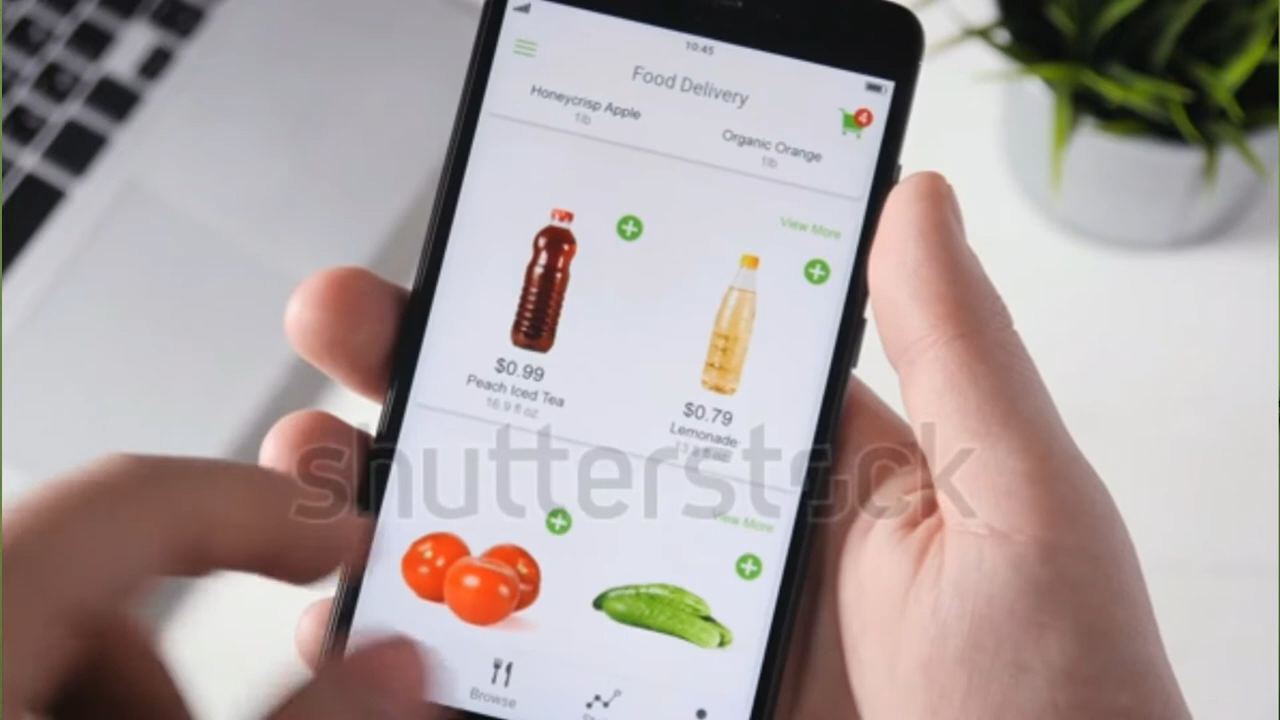 10:45
Food Delivery
4
Honeycrisp Apple
1lb
Organic Orange
1lb
View More
$0.99
Peach Iced Tea
16.9 fl oz
$0.79
Lemonade
shutterstock
View More
Browse